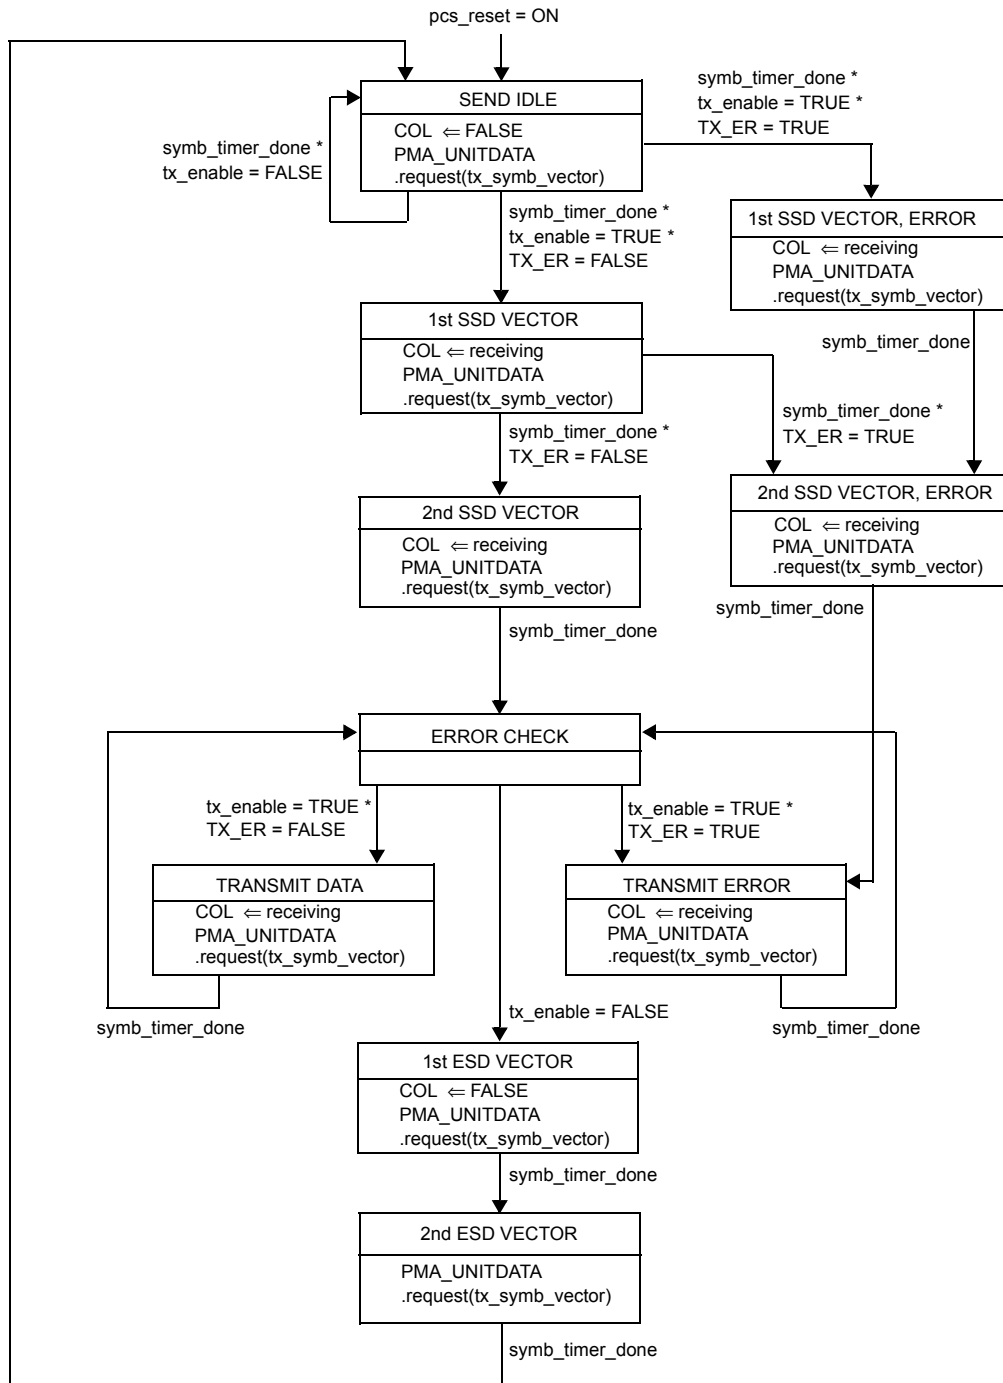 pcs_reset = ON
SEND IDLE
COL ⇐ FALSE
PMA_UNITDATA
.request(tx_symb_vector)
symb_timer_done *
tx_enable = FALSE
symb_timer_done *
tx_enable = TRUE *
TX_ER = TRUE
symb_timer_done *
tx_enable = TRUE *
TX_ER = FALSE
1st SSD VECTOR, ERROR
COL ⇐ receiving
PMA_UNITDATA
.request(tx_symb_vector)
symb_timer_done
1st SSD VECTOR
COL ⇐ receiving
PMA_UNITDATA
.request(tx_symb_vector)
symb_timer_done *
TX_ER = TRUE
symb_timer_done *
TX_ER = FALSE
2nd SSD VECTOR, ERROR
COL ⇐ receiving
PMA_UNITDATA
.request(tx_symb_vector)
symb_timer_done
2nd SSD VECTOR
COL ⇐ receiving
PMA_UNITDATA
.request(tx_symb_vector)
symb_timer_done
ERROR CHECK
tx_enable = TRUE *
TX_ER = FALSE
tx_enable = TRUE *
TX_ER = TRUE
TRANSMIT DATA
COL ⇐ receiving
PMA_UNITDATA
.request(tx_symb_vector)
symb_timer_done
TRANSMIT ERROR
COL ⇐ receiving
PMA_UNITDATA
.request(tx_symb_vector)
symb_timer_done
tx_enable = FALSE
1st ESD VECTOR
COL ⇐ FALSE
PMA_UNITDATA
.request(tx_symb_vector)
symb_timer_done
2nd ESD VECTOR
PMA_UNITDATA
.request(tx_symb_vector)
symb_timer_done